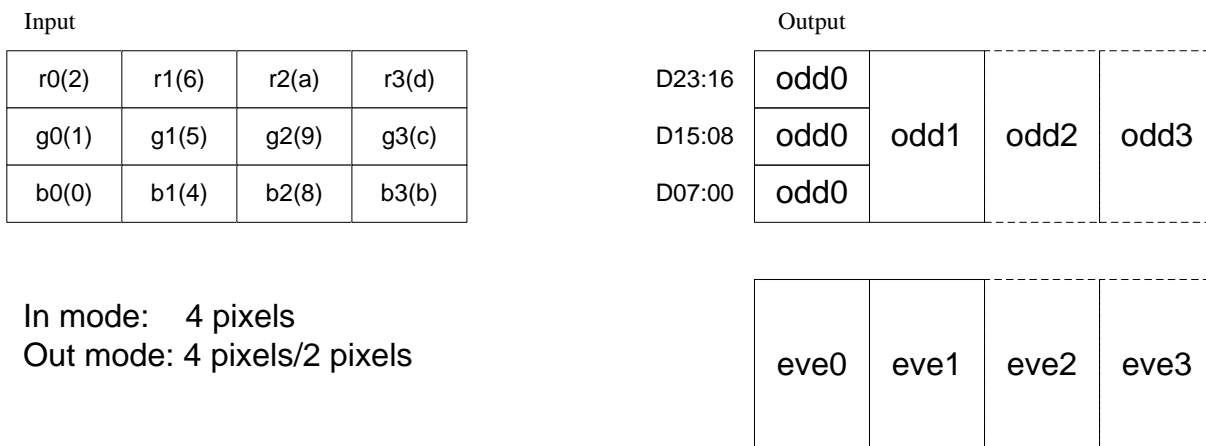 Input
r0(2) r1(6) r2(a) r3(d)
g0(1) g1(5) g2(9) g3(c)
b0(0) b1(4) b2(8) b3(b)
In mode: 4 pixels
Out mode: 4 pixels/2 pixels
Output
D23:16 odd0
D15:08 odd0 odd1 odd2 odd3
D07:00 odd0
eve0 eve1 eve2 eve3